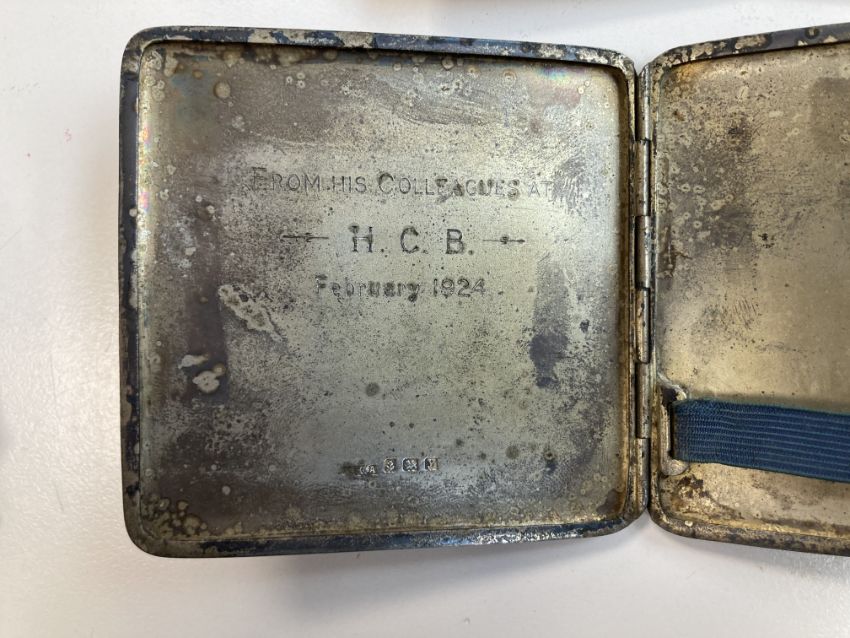 FROM HIS COLLEAGUES AT
H. C. B.
February 1924